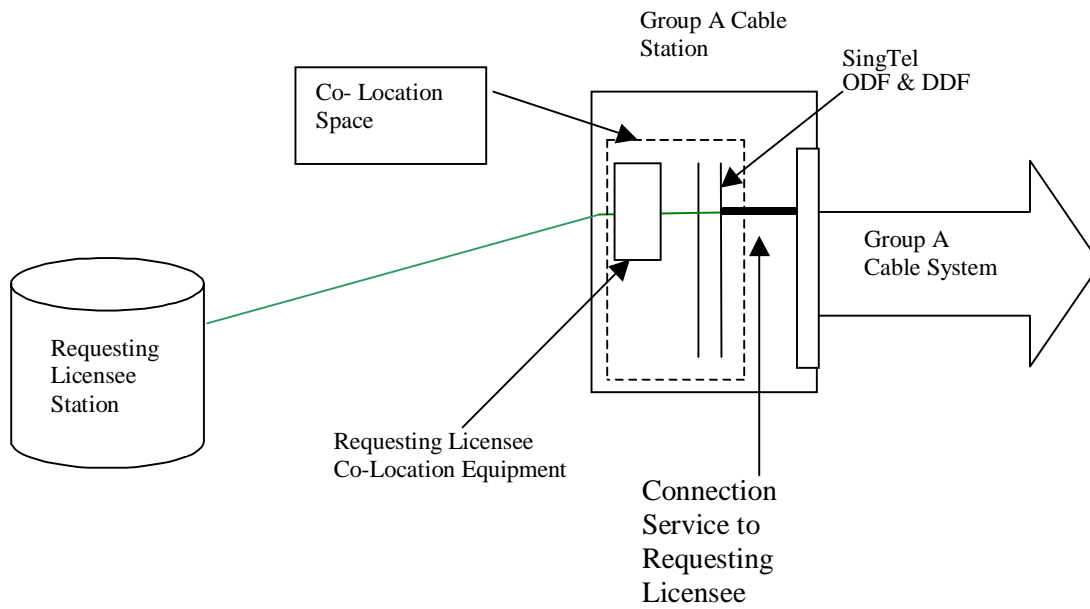 Group A Cable
Station
SingTel
ODF & DDF
Co- Location
Space
Group A
Cable System
Requesting
Licensee
Station
Requesting Licensee
Co-Location Equipment
Connection
Service to
Requesting
Licensee